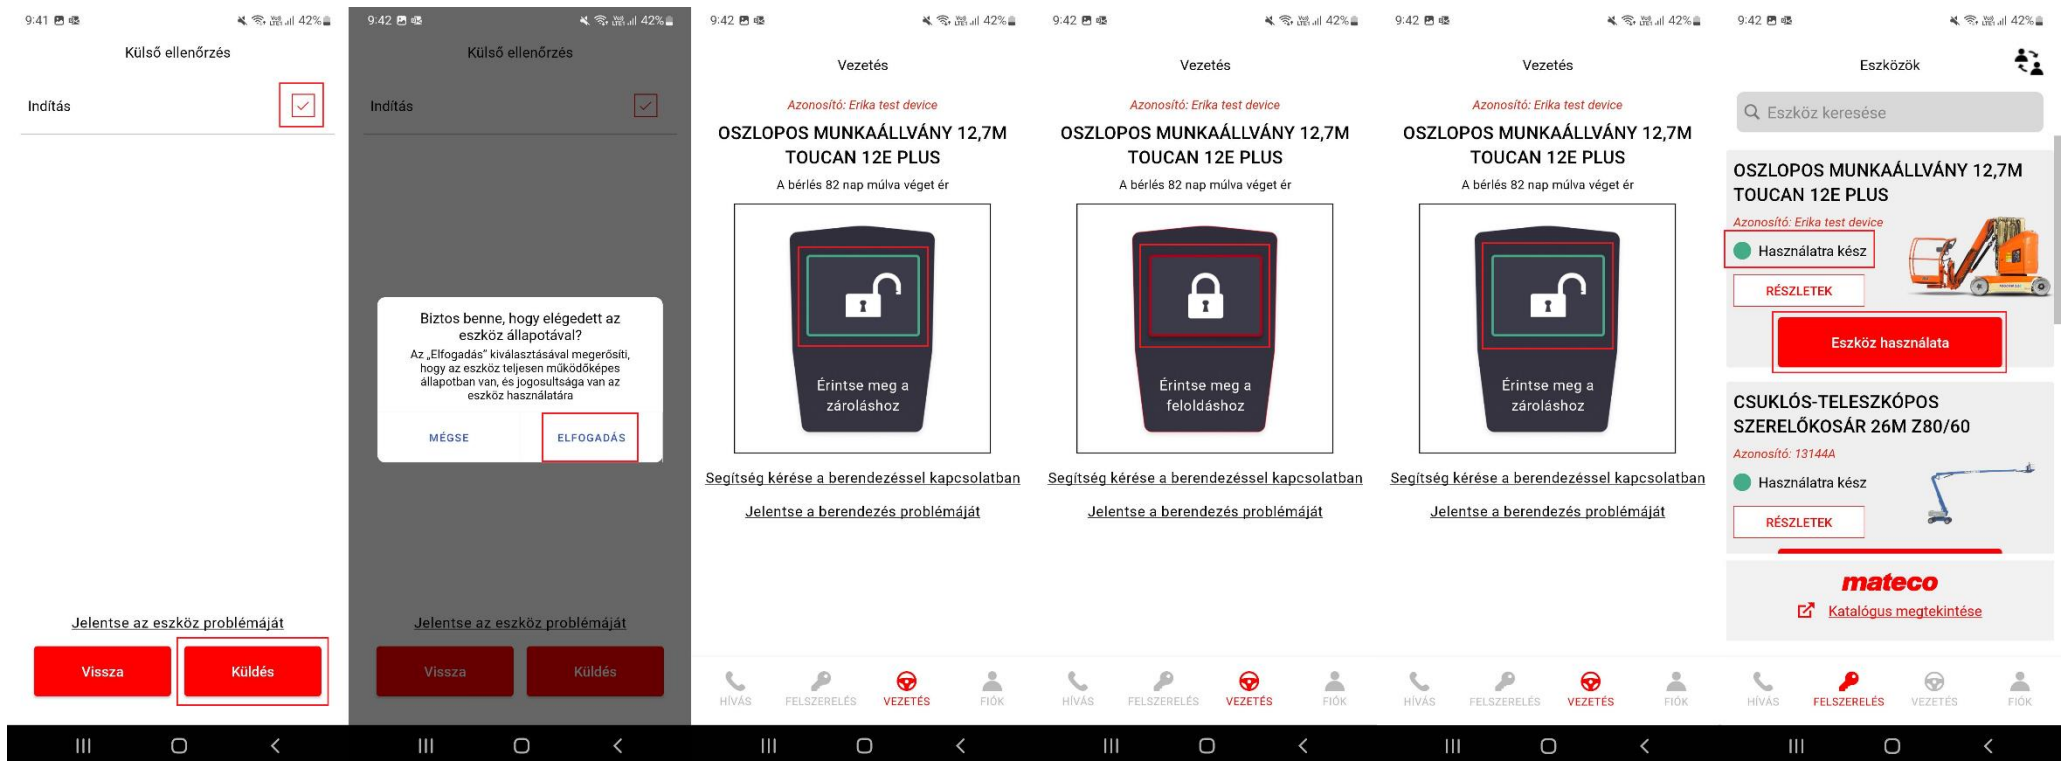 9:41
42%
Külső ellenőrzés
Indítás
Jelentse az eszköz problémáját
Vissza
Küldés
9:42
42%
Külső ellenőrzés
Indítás
Biztos benne, hogy elégedett az
eszköz állapotával?
Az „Elfogadás” kiválasztásával megerősíti,
hogy az eszköz teljesen működőképes
állapotban van, és jogosultsága van az
eszköz használatára
MÉGSE
ELFOGADÁS
Jelentse az eszköz problémáját
Vissza
Küldés
9:42
42%
Vezetés
Azonosító: Erika test device
OSZLOPOS MUNKAÁLLVÁNY 12,7M
TOUCAN 12E PLUS
A bérlés 82 nap múlva véget ér
Érintse meg a
zároláshoz
Segítség kérése a berendezéssel kapcsolatban
Jelentse a berendezés problémáját
HÍVÁS
FELSZERELÉS
VEZETÉS
FIÓK
9:42
42%
Vezetés
Azonosító: Erika test device
OSZLOPOS MUNKAÁLLVÁNY 12,7M
TOUCAN 12E PLUS
A bérlés 82 nap múlva véget ér
Érintse meg a
feloldáshoz
Segítség kérése a berendezéssel kapcsolatban
Jelentse a berendezés problémáját
HÍVÁS
FELSZERELÉS
VEZETÉS
FIÓK
9:42
42%
Vezetés
Azonosító: Erika test device
OSZLOPOS MUNKAÁLLVÁNY 12,7M
TOUCAN 12E PLUS
A bérlés 82 nap múlva véget ér
Érintse meg a
zároláshoz
Segítség kérése a berendezéssel kapcsolatban
Jelentse a berendezés problémáját
HÍVÁS
FELSZERELÉS
VEZETÉS
FIÓK
9:42
42%
Eszközök
Eszköz keresése
OSZLOPOS MUNKAÁLLVÁNY 12,7M
TOUCAN 12E PLUS
Azonosító: Erika test device
Használatra kész
RÉSZLETEK
Eszköz használata
CSUKLÓS-TELESZKÓPOS
SZERELŐKOSÁR 26M Z80/60
Azonosító: 13144A
Használatra kész
RÉSZLETEK
mateco
Katalógus megtekintése
HÍVÁS
FELSZERELÉS
VEZETÉS
FIÓK